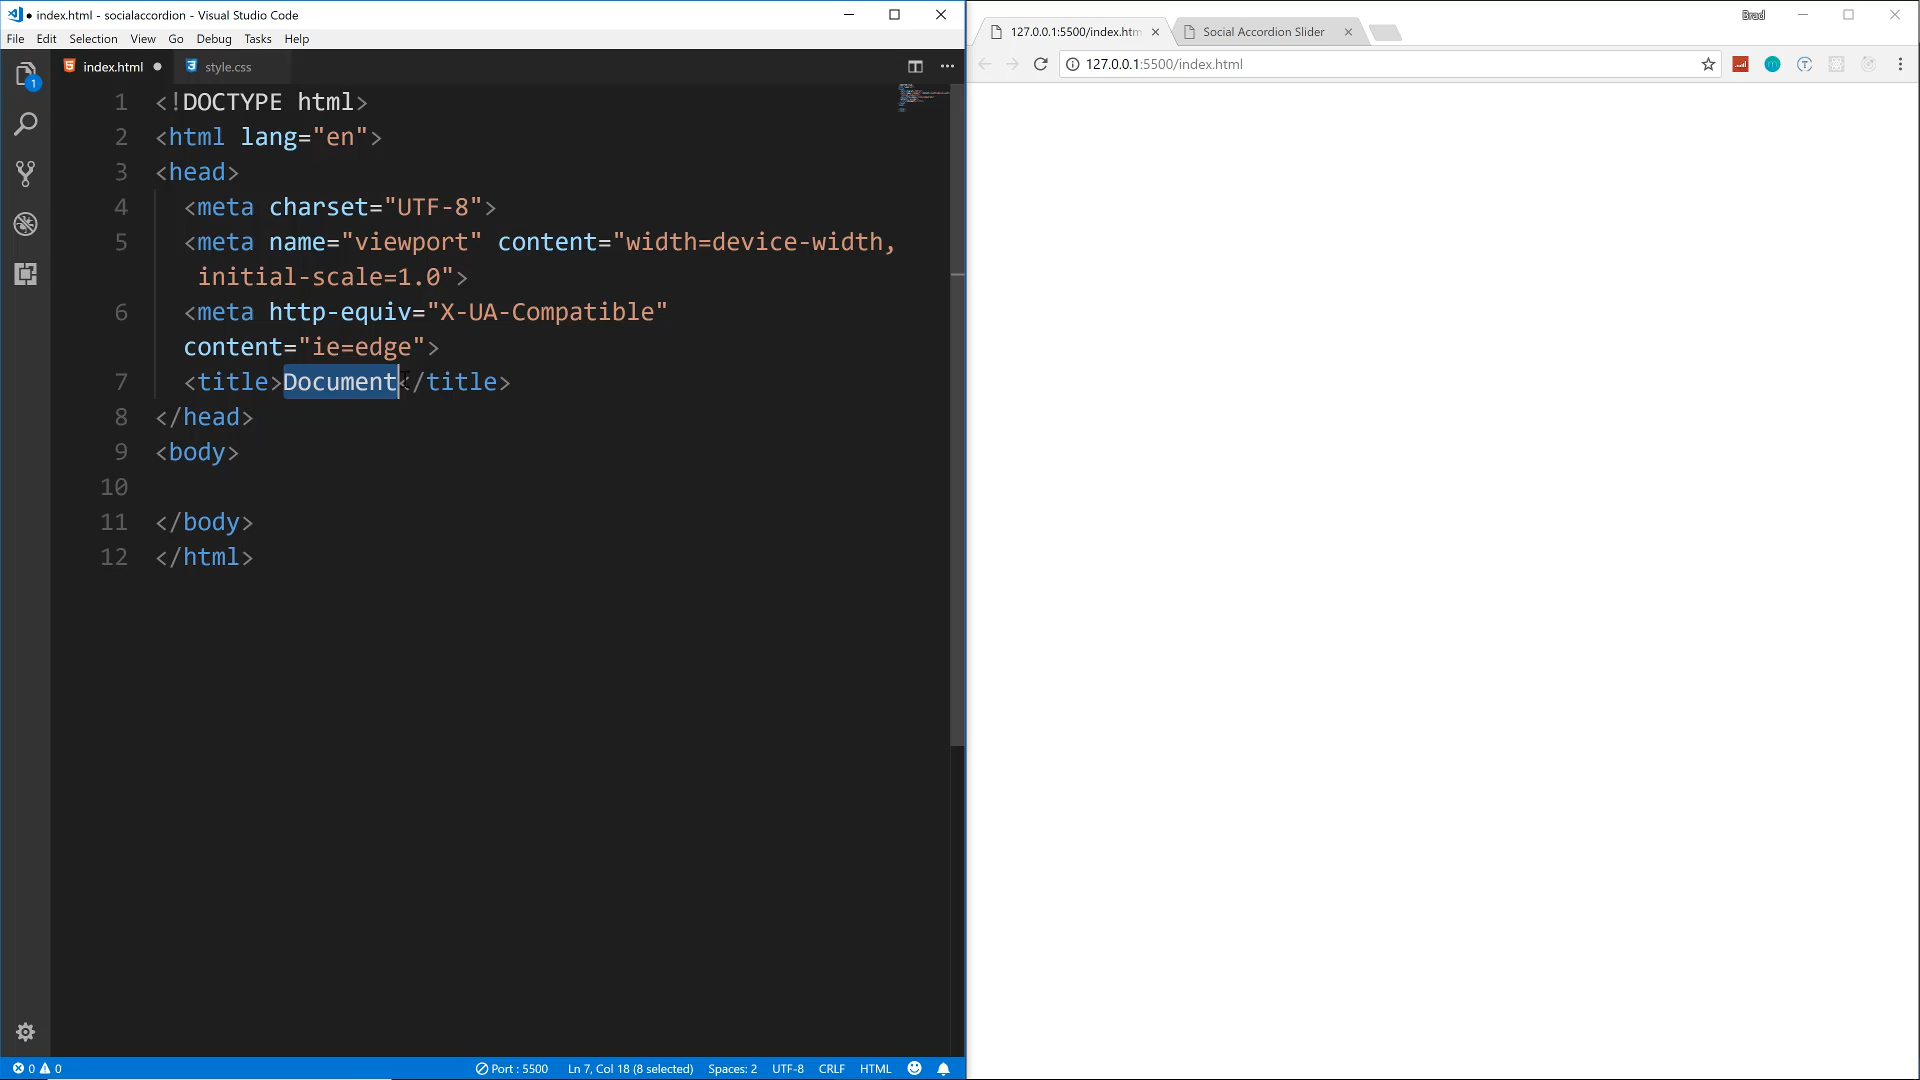 index.html - socialaccordion - Visual Studio Code
File Edit Selection View Go Debug Tasks Help
1
index.html
style.css
1 <!DOCTYPE html>
2 <html lang="en">
3 <head>
4 <meta charset="UTF-8">
5 <meta name="viewport" content="width=device-width,
initial-scale=1.0">
6 <meta http-equiv="X-UA-Compatible"
content="ie=edge">
7 <title>Document</title>
8 </head>
9 <body>
10
11 </body>
12 </html>
0 0 Port : 5500 Ln 7, Col 18 (8 selected) Spaces: 2 UTF-8 CRLF HTML
Brad
127.0.0.1:5500/index.htm
Social Accordion Slider
127.0.0.1:5500/index.html